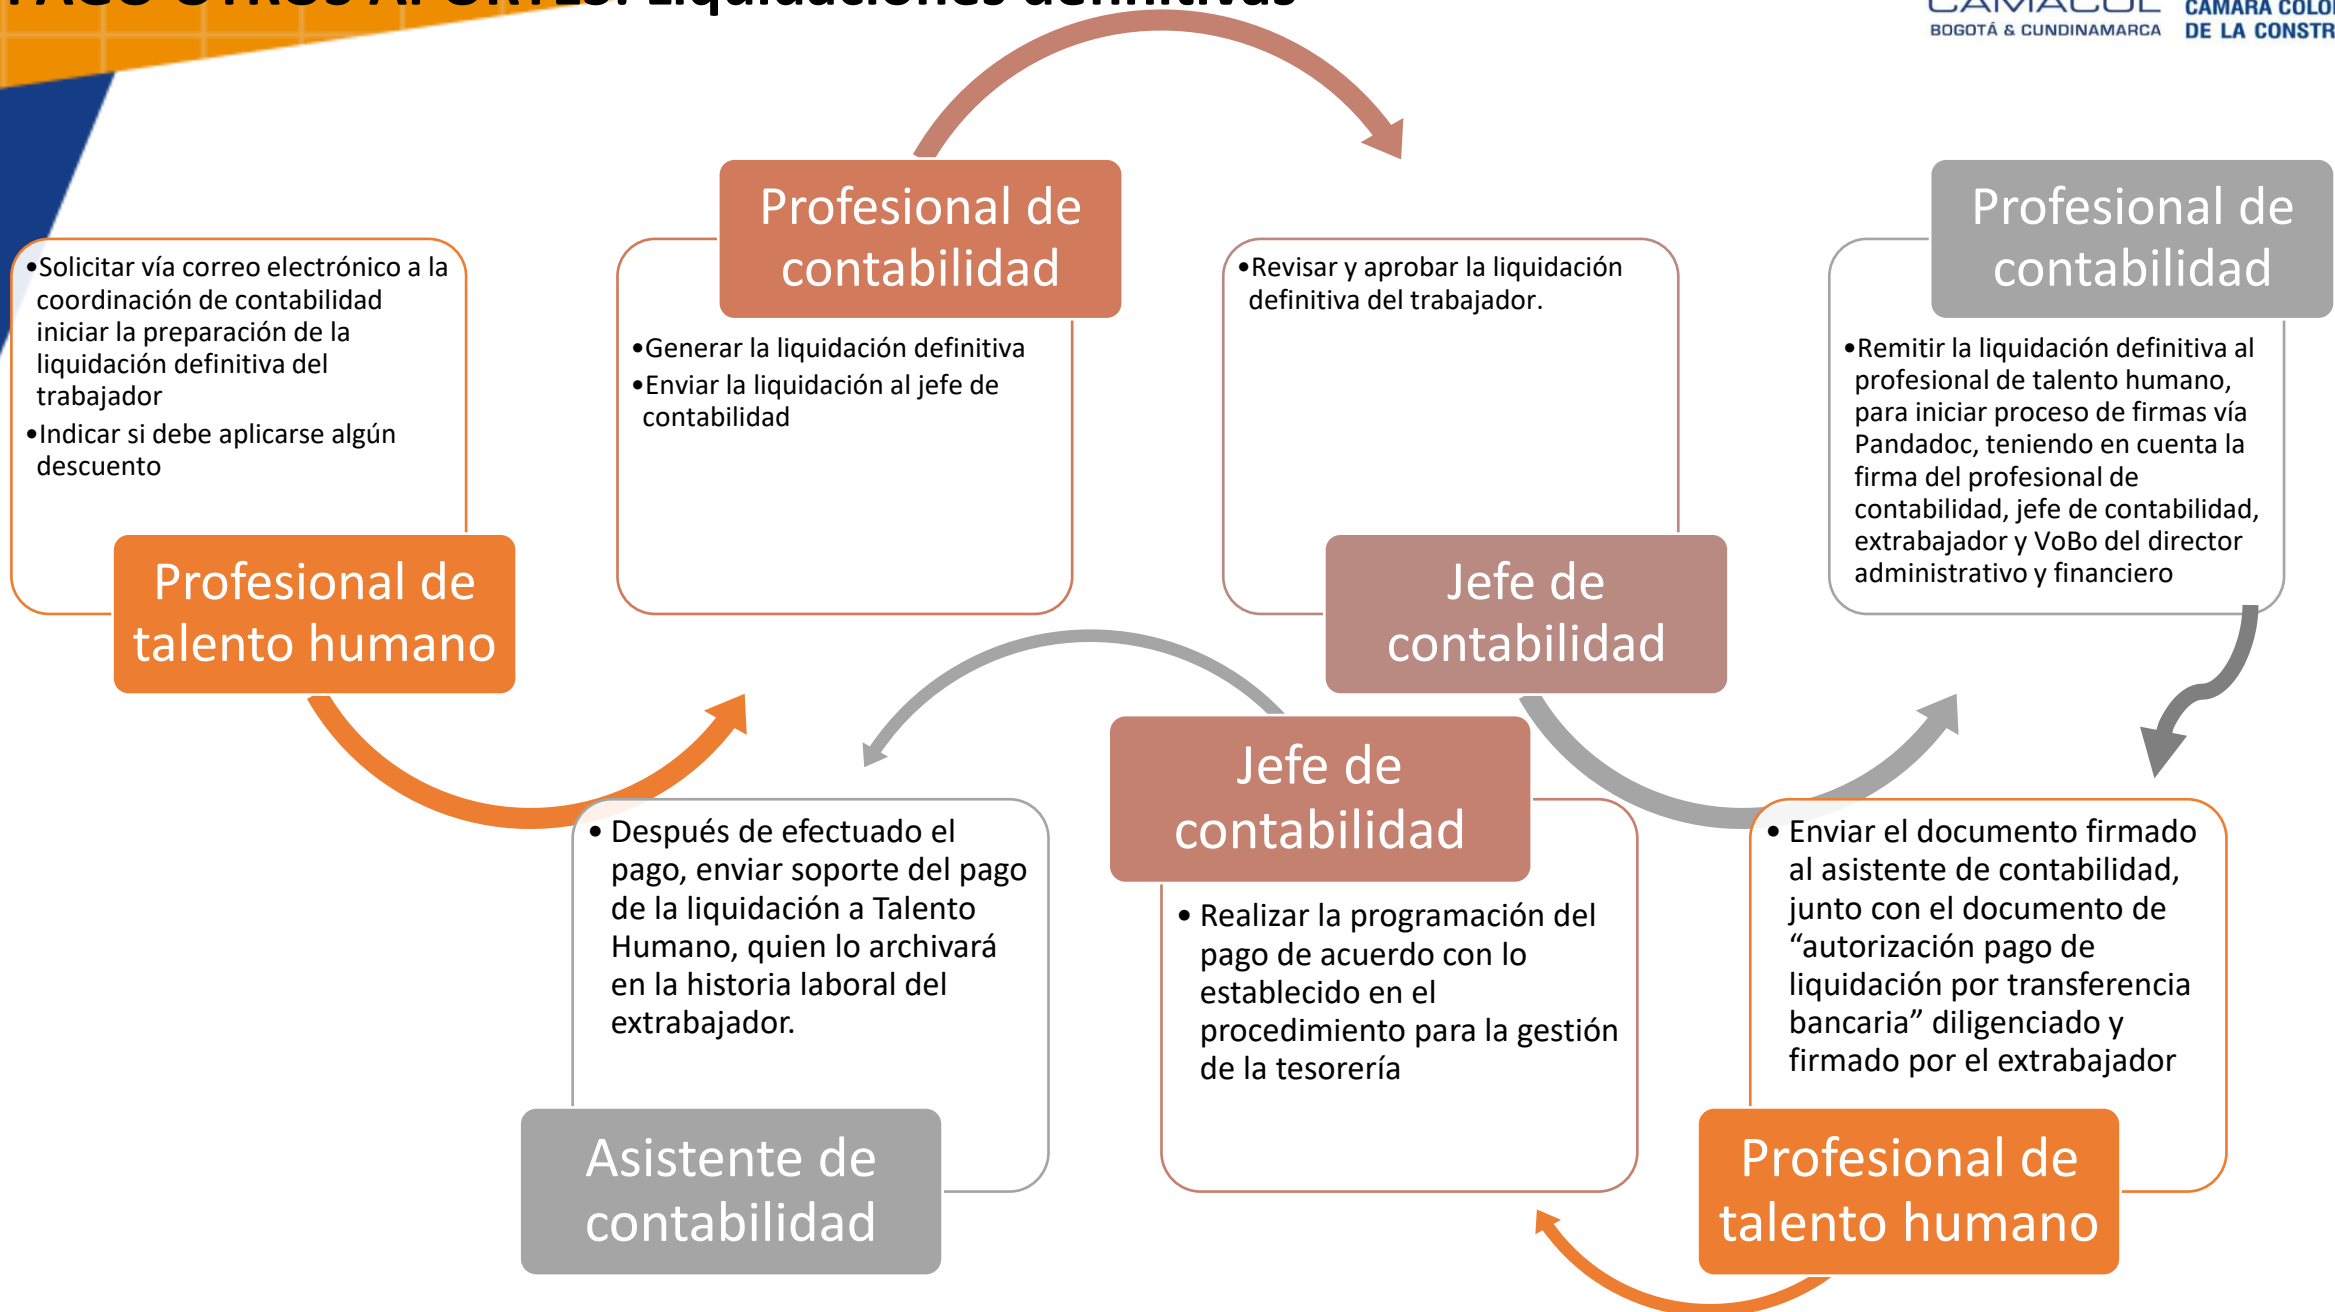 PAGO OTROS APORTES: Liquidaciones definitivas
CAMACOL
BOGOTÁ & CUNDINAMARCA
DE LA
•Solicitar vía correo electrónico a la
coordinación de contabilidad
iniciar la preparación de la
liquidación definitiva del
trabajador
•Indicar si debe aplicarse algún
descuento
Profesional de
talento humano
Profesional de
contabilidad
•Generar la liquidación definitiva
•Enviar la liquidación al jefe de
contabilidad
•Revisar y aprobar la liquidación
definitiva del trabajador.
Jefe de
contabilidad
Profesional de
contabilidad
•Remitir la liquidación definitiva al
profesional de talento humano,
para iniciar proceso de firmas vía
Pandadoc, teniendo en cuenta la
firma del profesional de
contabilidad, jefe de contabilidad,
extrabajador y VoBo del director
administrativo y financiero
• Enviar el documento firmado
al asistente de contabilidad,
junto con el documento de
“autorización pago de
liquidación por transferencia
bancaria” diligenciado y
firmado por el extrabajador
Profesional de
talento humano
Jefe de
contabilidad
• Realizar la programación del
pago de acuerdo con lo
establecido en el
procedimiento para la gestión
de la tesorería
• Después de efectuado el
pago, enviar soporte del pago
de la liquidación a Talento
Humano, quien lo archivará
en la historia laboral del
extrabajador.
Asistente de
contabilidad